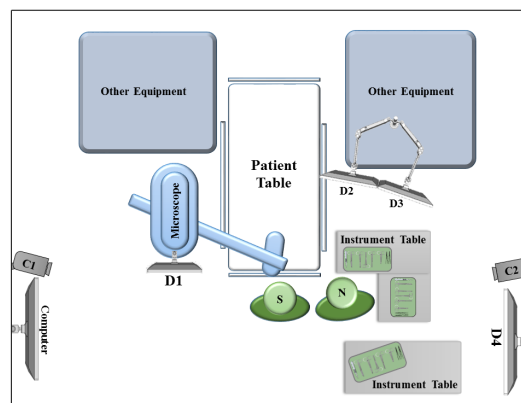 Other Equipment
Other Equipment
Patient
Table
Microscope
D2
D3
D1
Instrument Table
C1
C2
S
N
Computer
D4
Instrument Table